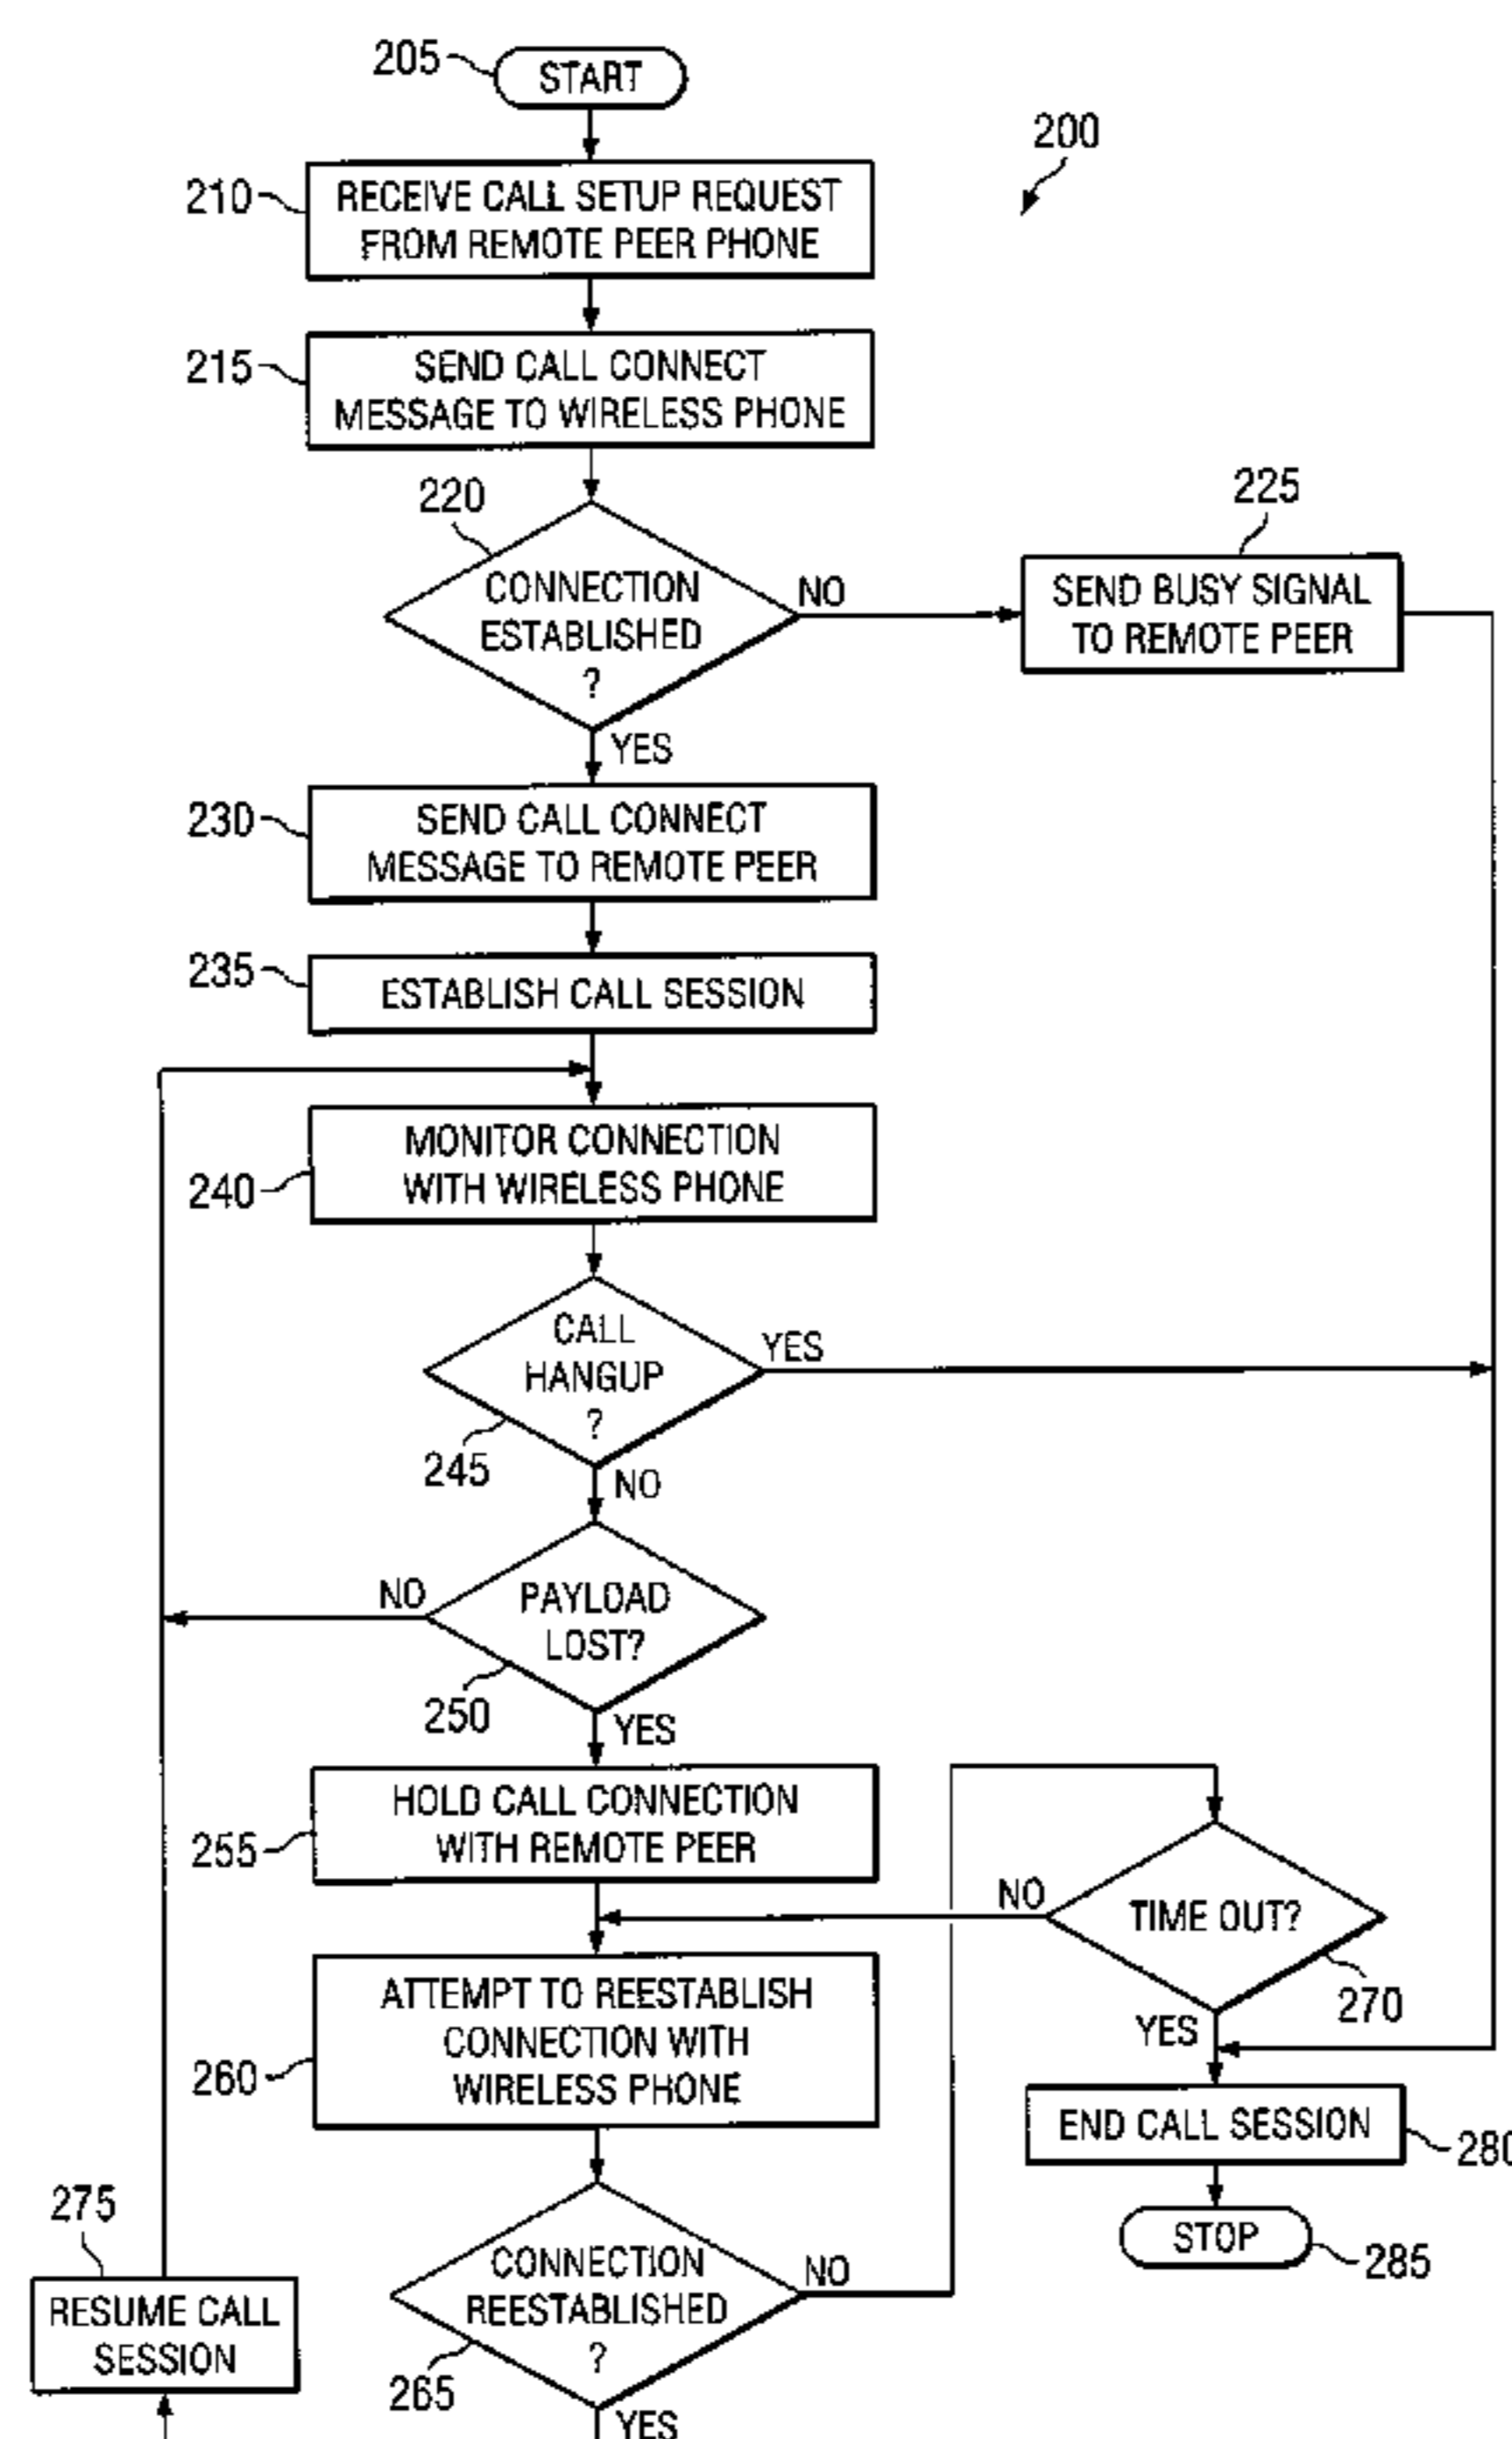 205
START
200
210
RECEIVE CALL SETUP REQUEST
FROM REMOTE PEER PHONE
215
SEND CALL CONNECT
MESSAGE TO WIRELESS PHONE
220
CONNECTION
ESTABLISHED
?
NO
225
SEND BUSY SIGNAL
TO REMOTE PEER
YES
230
SEND CALL CONNECT
MESSAGE TO REMOTE PEER
235
ESTABLISH CALL SESSION
MONITOR CONNECTION
WITH WIRELESS PHONE
240
CALL
HANGUP
?
YES
245
NO
PAYLOAD
LOST?
NO
250
YES
HOLD CALL CONNECTION
WITH REMOTE PEER
255
NO
TIME OUT?
270
YES
ATTEMPT TO REESTABLISH
CONNECTION WITH
WIRELESS PHONE
260
END CALL SESSION
280
STOP
285
275
RESUME CALL
SESSION
CONNECTION
REESTABLISHED
?
NO
265
YES